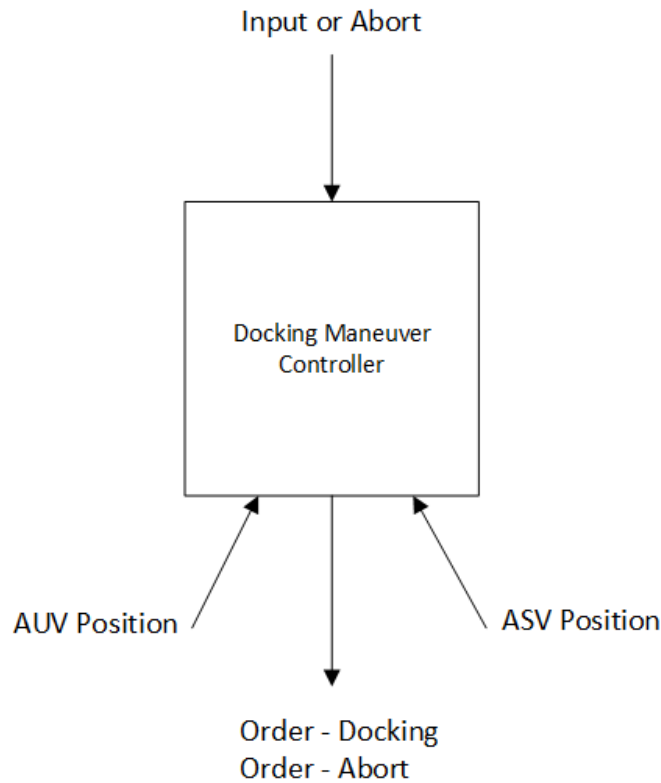 Input or Abort
Docking Maneuver
Controller
AUV Position
ASV Position
Order - Docking
Order - Abort